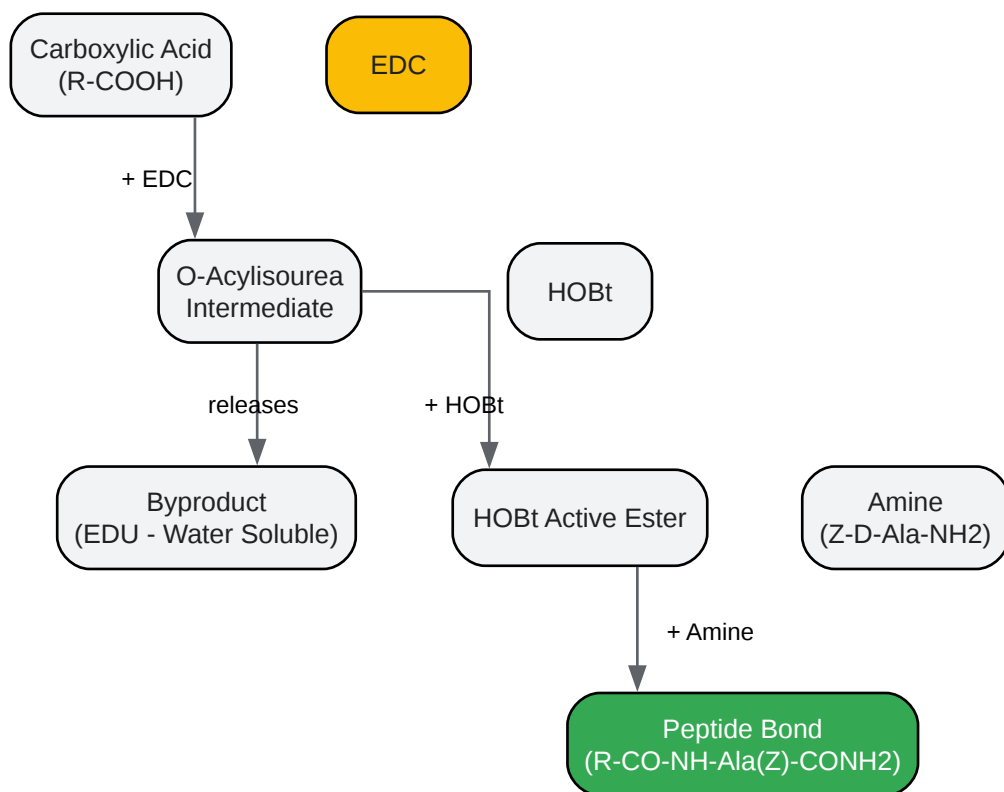 Carboxylic Acid
(R-COOH)
EDC
+ EDC
O-Acylisourea
Intermediate
HOBt
releases
+ HOBt
Byproduct
(EDU - Water Soluble)
HOBt Active Ester
Amine
(Z-D-Ala-NH2)
+ Amine
Peptide Bond
(R-CO-NH-Ala(Z)-CONH2)